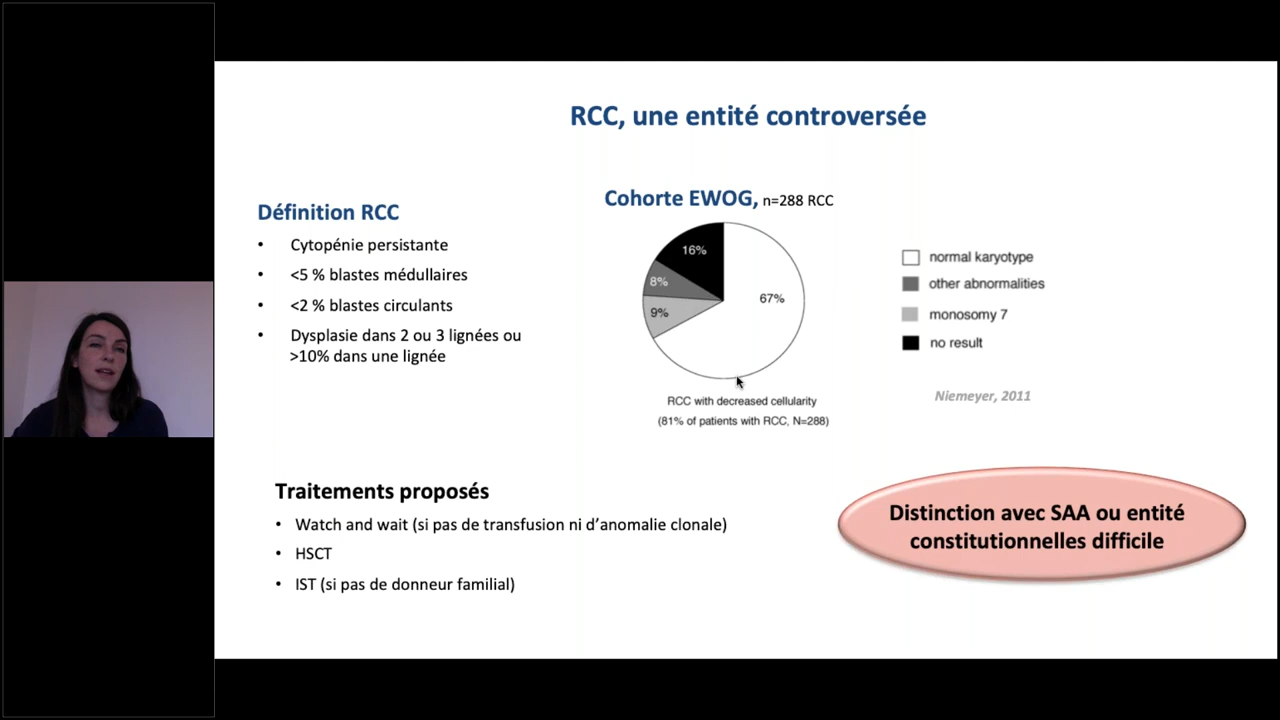 RCC, une entité controversée
Définition RCC
• Cytopénie persistante
• <5 % blastes médullaires
• <2 % blastes circulants
• Dysplasie dans 2 ou 3 lignées ou
>10% dans une lignée
Cohorte EWOG, n=288 RCC
16%
8%
9%
67%
normal karyotype
other abnormalities
monosomy 7
no result
Niemeyer, 2011
RCC with decreased cellularity
(81% of patients with RCC, N=288)
Traitements proposés
• Watch and wait (si pas de transfusion ni d’anomalie clonale)
• HSCT
• IST (si pas de donneur familial)
Distinction avec SAA ou entité
constitutionnelles difficile